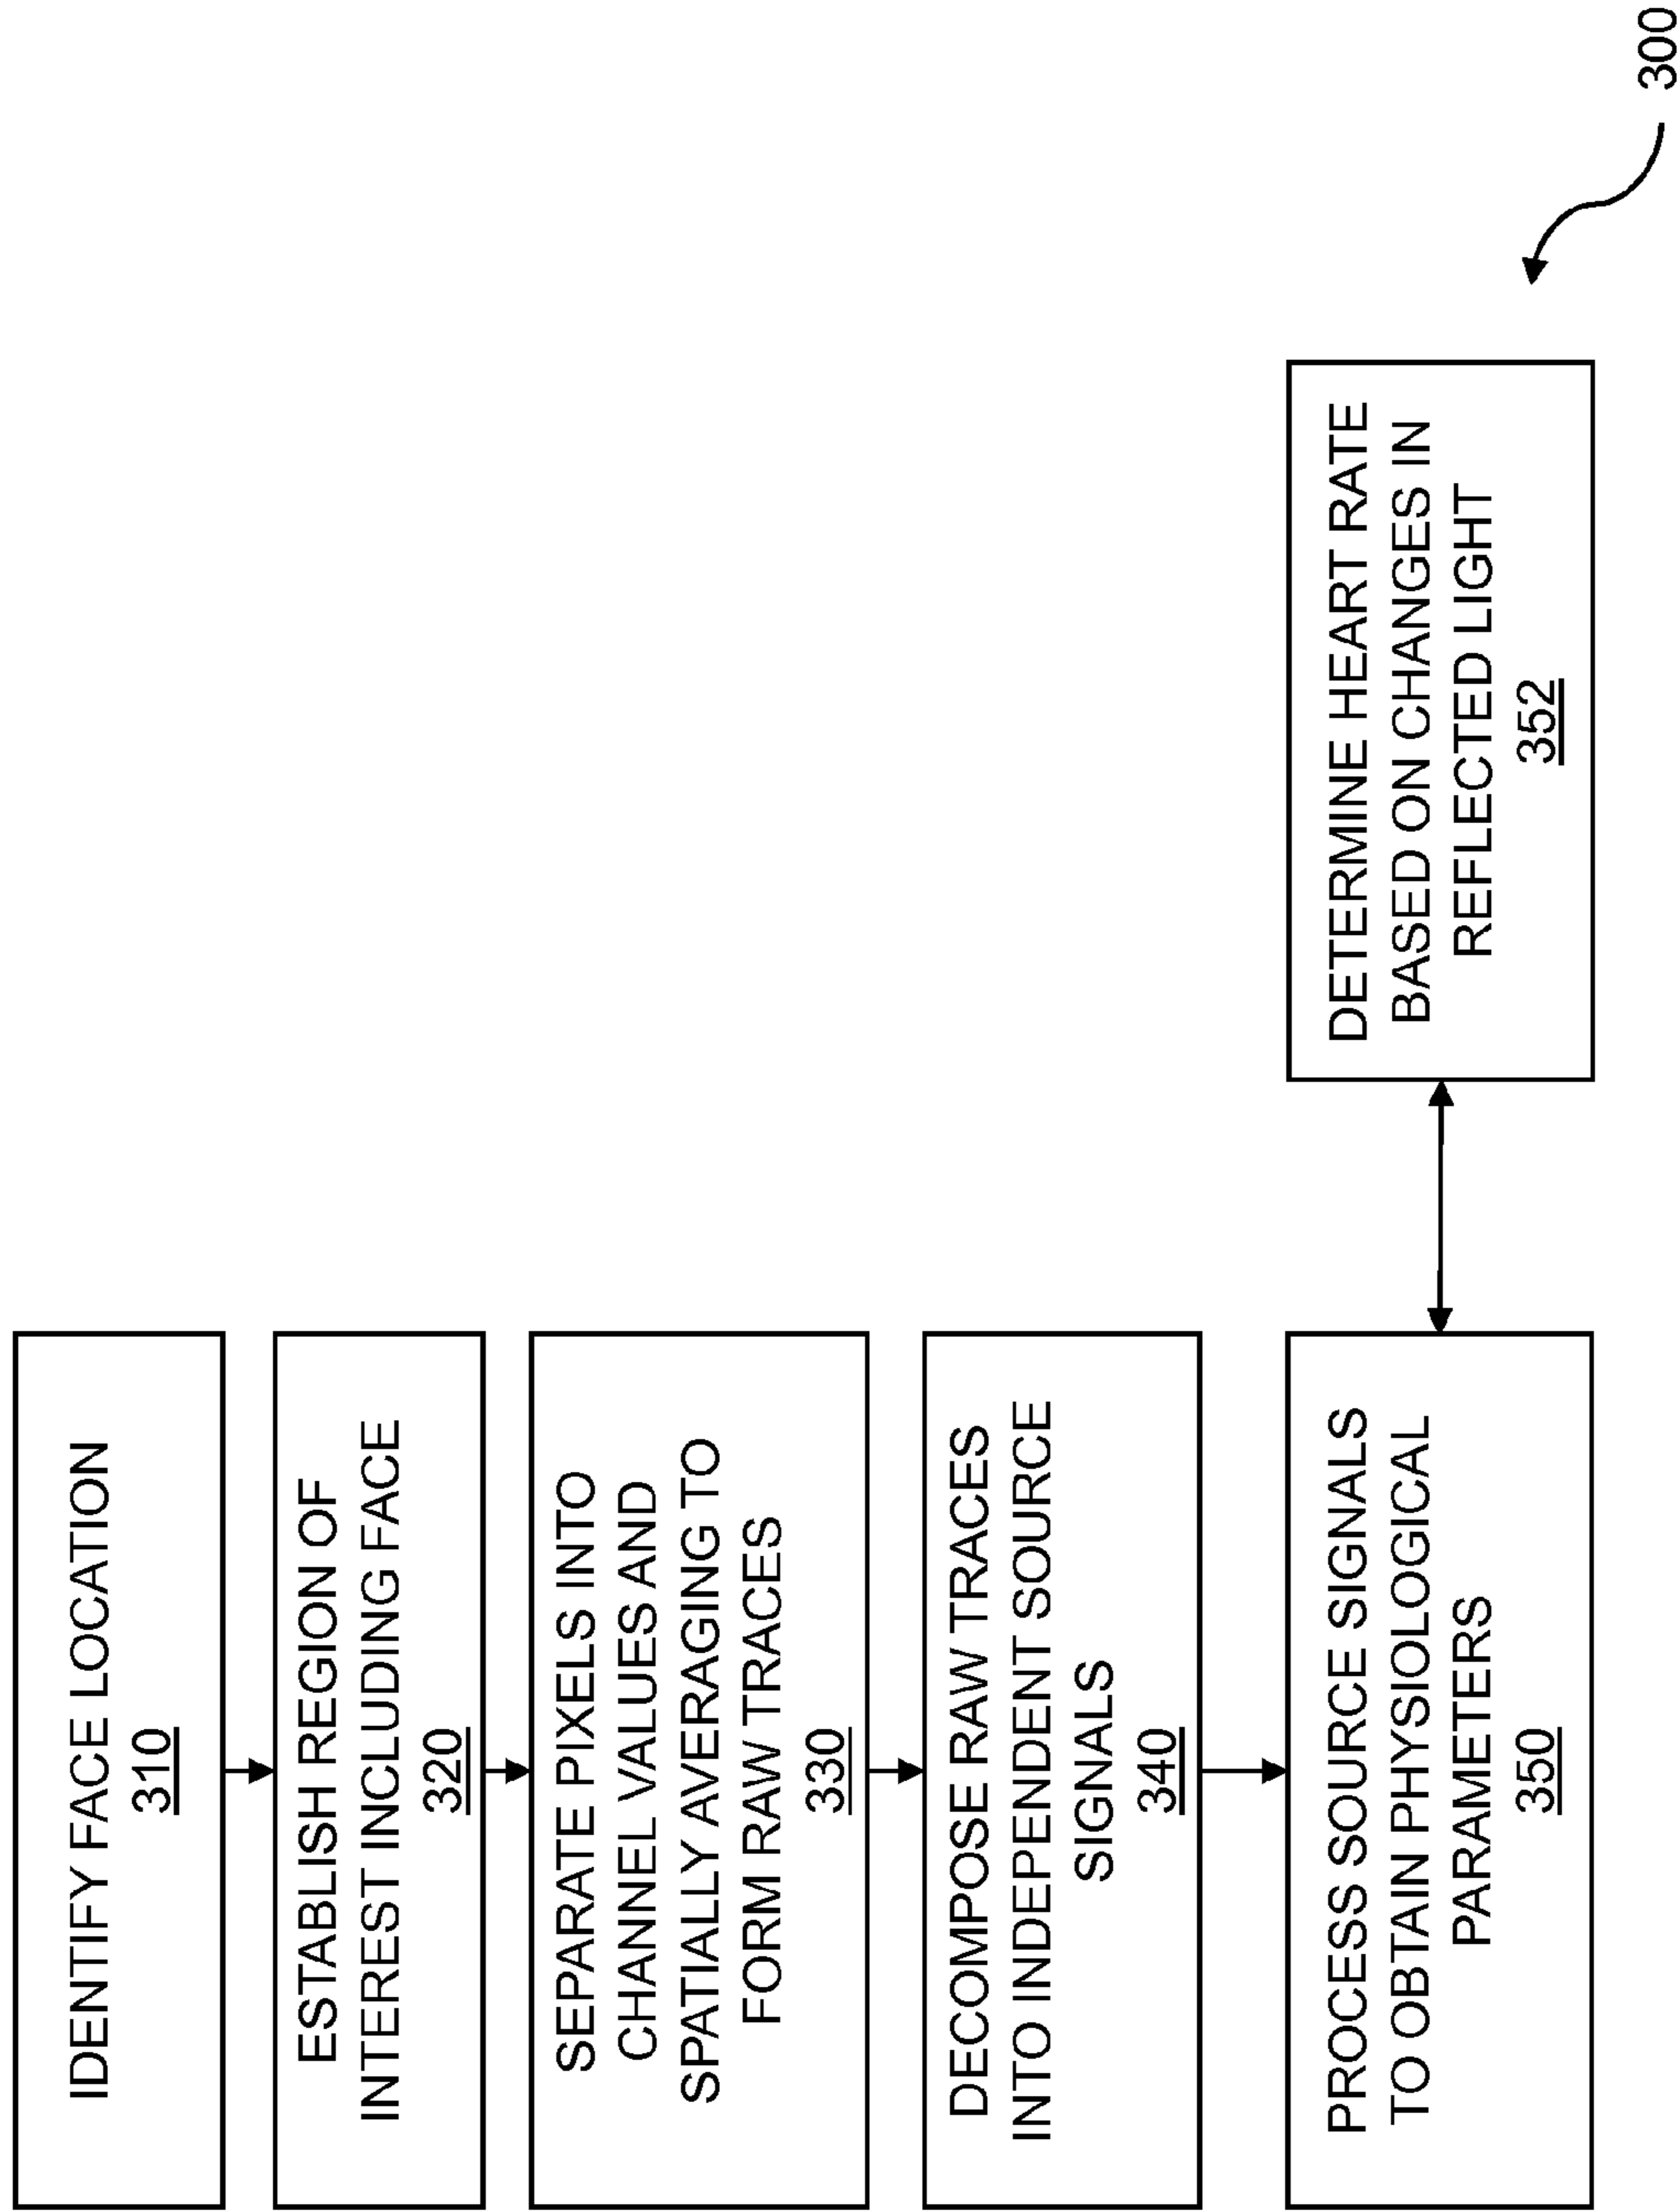 IDENTIFY FACE LOCATION
310
ESTABLISH REGION OF
INTEREST INCLUDING FACE
320
SEPARATE PIXELS INTO
CHANNEL VALUES AND
SPATIALLY AVERAGING TO
FORM RAW TRACES
330
DECOMPOSE RAW TRACES
INTO INDEPENDENT SOURCE
SIGNALS
340
PROCESS SOURCE SIGNALS
TO OBTAIN PHYSIOLOGICAL
PARAMETERS
350
DETERMINE HEART RATE
BASED ON CHANGES IN
REFLECTED LIGHT
352
300